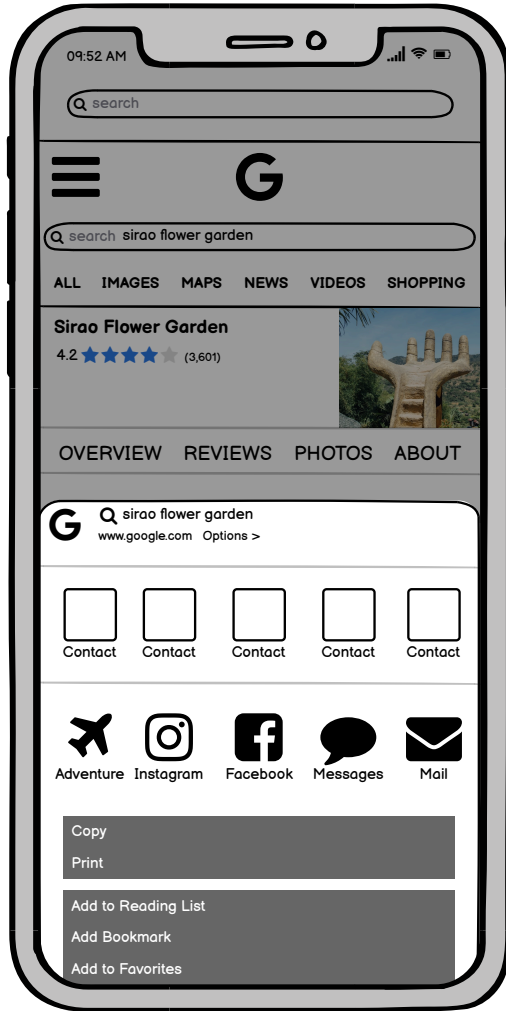 09:52 AM
search
G
search sirao flower garden
ALL IMAGES MAPS NEWS VIDEOS SHOPPING
Sirao Flower Garden
4.2 (3,601)
OVERVIEW REVIEWS PHOTOS ABOUT
G sirao flower garden
www.google.com Options >
Contact Contact Contact Contact Contact
Adventure Instagram Facebook Messages Mail
Copy
Print
Add to Reading List
Add Bookmark
Add to Favorites